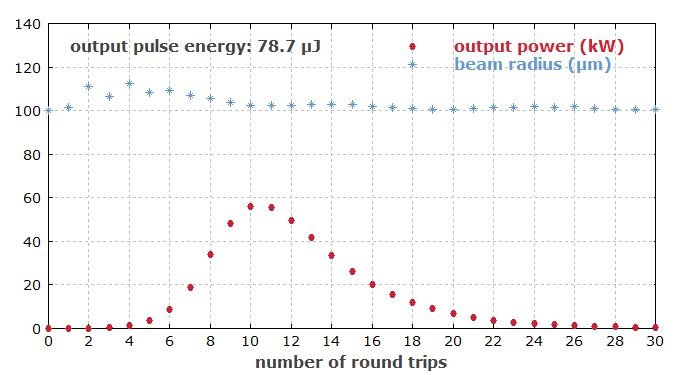 140
output pulse energy: 78.7 µJ
output power (kW)
beam radius (µm)
120
100
80
60
40
20
0
0 2 4 6 8 10 12 14 16 18 20 22 24 26 28 30
number of round trips